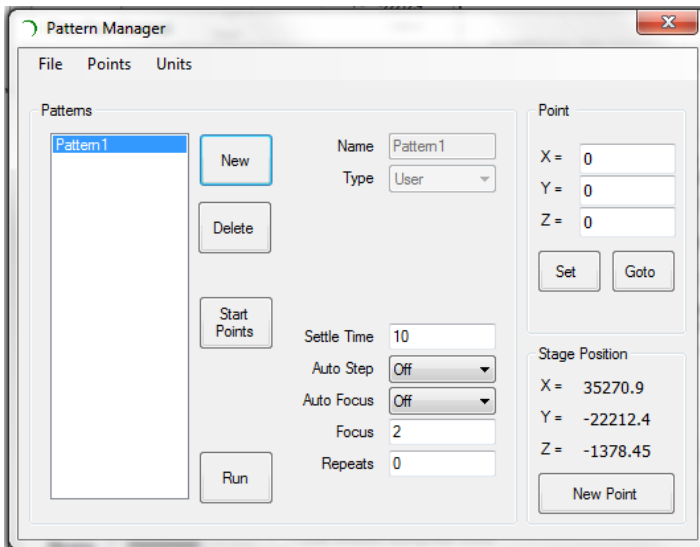 Pattern Manager
File Points Units
Patterns
Pattern1
New
Delete
Start
Points
Run
Name Pattern1
Type User
Settle Time 10
Auto Step Off
Auto Focus Off
Focus 2
Repeats 0
Point
X = 0
Y = 0
Z = 0
Set Goto
Stage Position
X = 35270.9
Y = -22212.4
Z = -1378.45
New Point